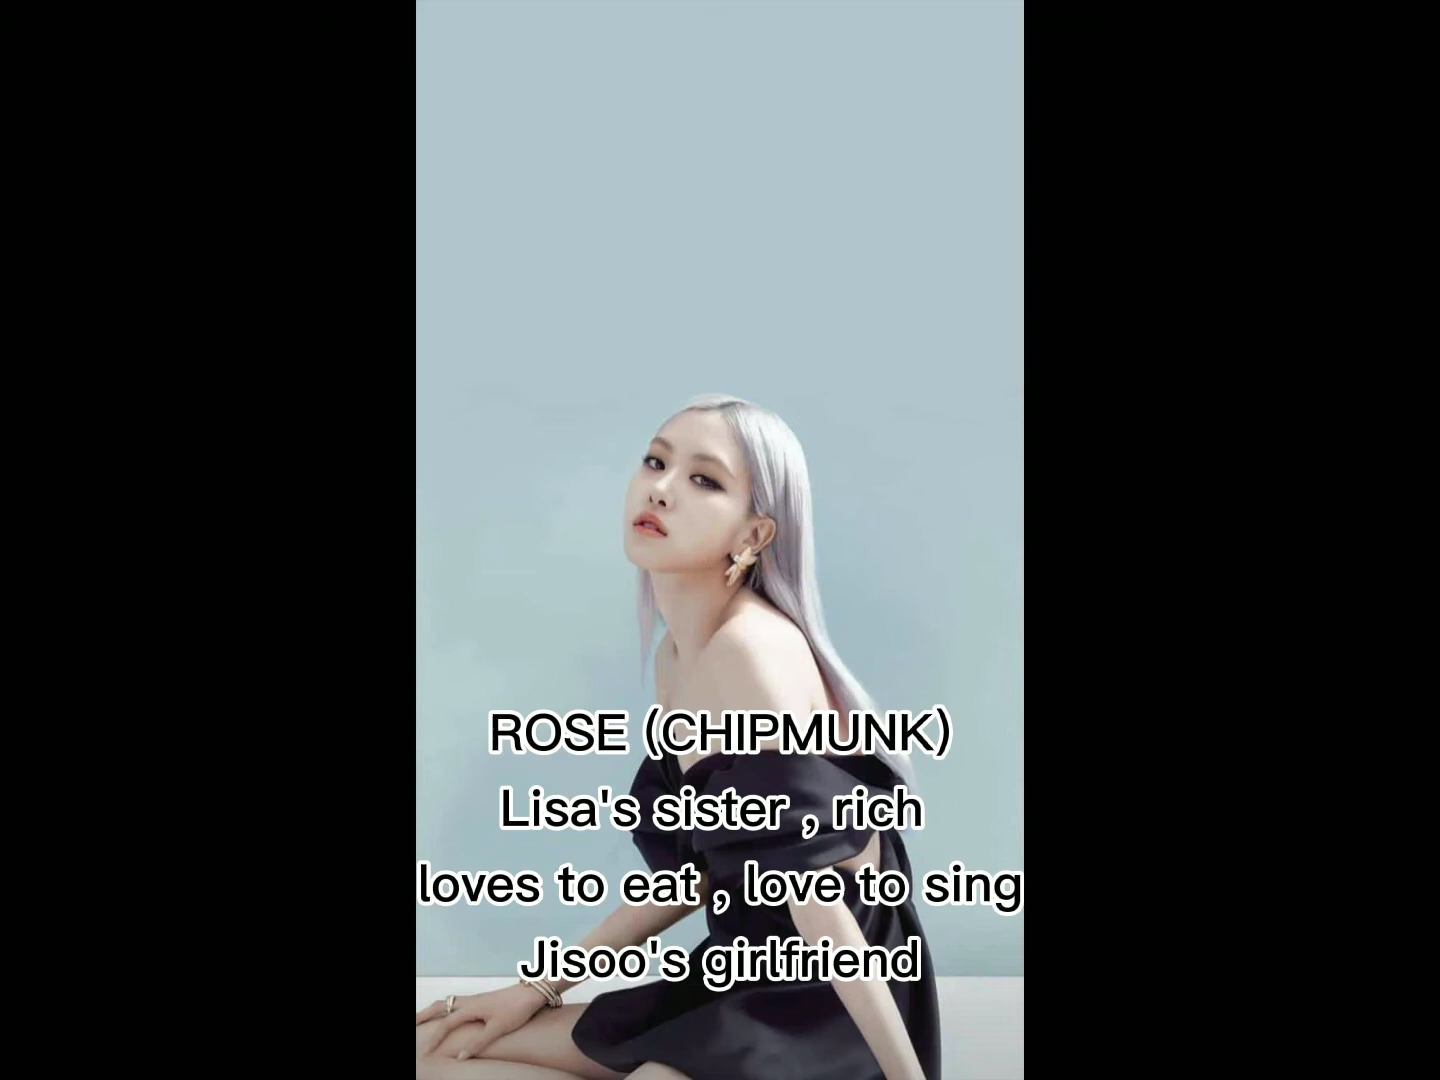 ROSE (CHIPMUNK)
Lisa's sister , rich
loves to eat , love to sing
Jisoo's girlfriend